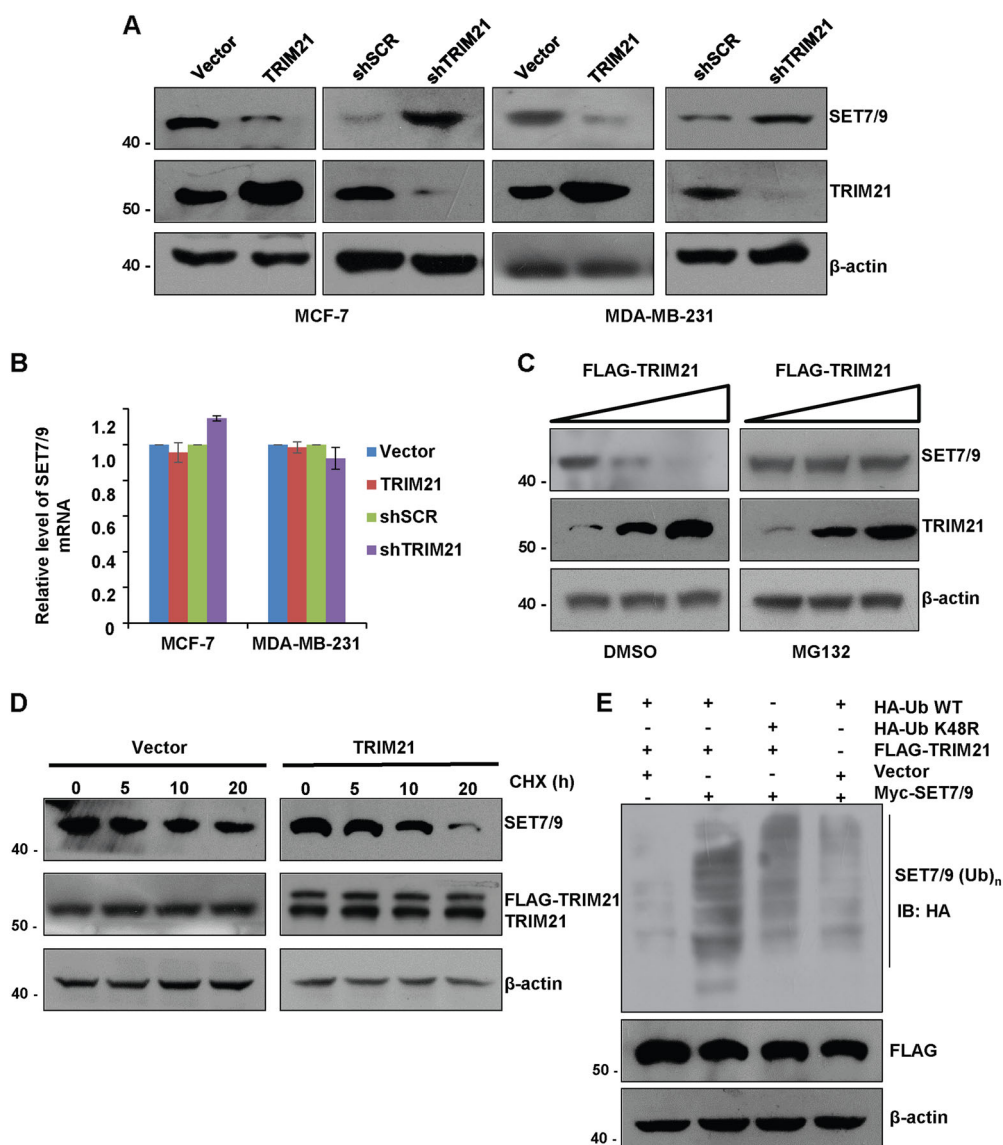 A
Vector
TRIM21
shSCR
shTRIM21
Vector
TRIM21
shSCR
shTRIM21
SET7/9
40 -
TRIM21
50 -
β-actin
40 -
MCF-7
MDA-MB-231
B
Relative level of SET7/9
mRNA
1.2
1.0
0.8
0.6
0.4
0.2
0
MCF-7
MDA-MB-231
Vector
TRIM21
shSCR
shTRIM21
C
FLAG-TRIM21
FLAG-TRIM21
SET7/9
40 -
TRIM21
50 -
β-actin
40 -
DMSO
MG132
D
Vector
TRIM21
0 5 10 20
0 5 10 20
CHX (h)
SET7/9
40 -
FLAG-TRIM21
TRIM21
50 -
β-actin
40 -
E
+ + - + HA-Ub WT
- - + - HA-Ub K48R
+ + + - FLAG-TRIM21
+ - - + Vector
- + + + Myc-SET7/9
SET7/9 (Ub)n
IB: HA
FLAG
50 -
β-actin
40 -